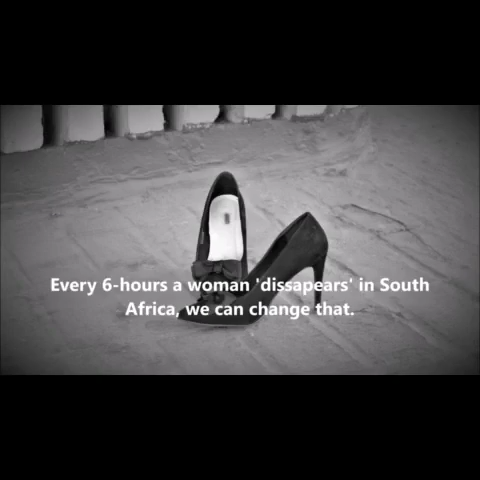 Every 6-hours a woman 'dissapears' in South
Africa, we can change that.